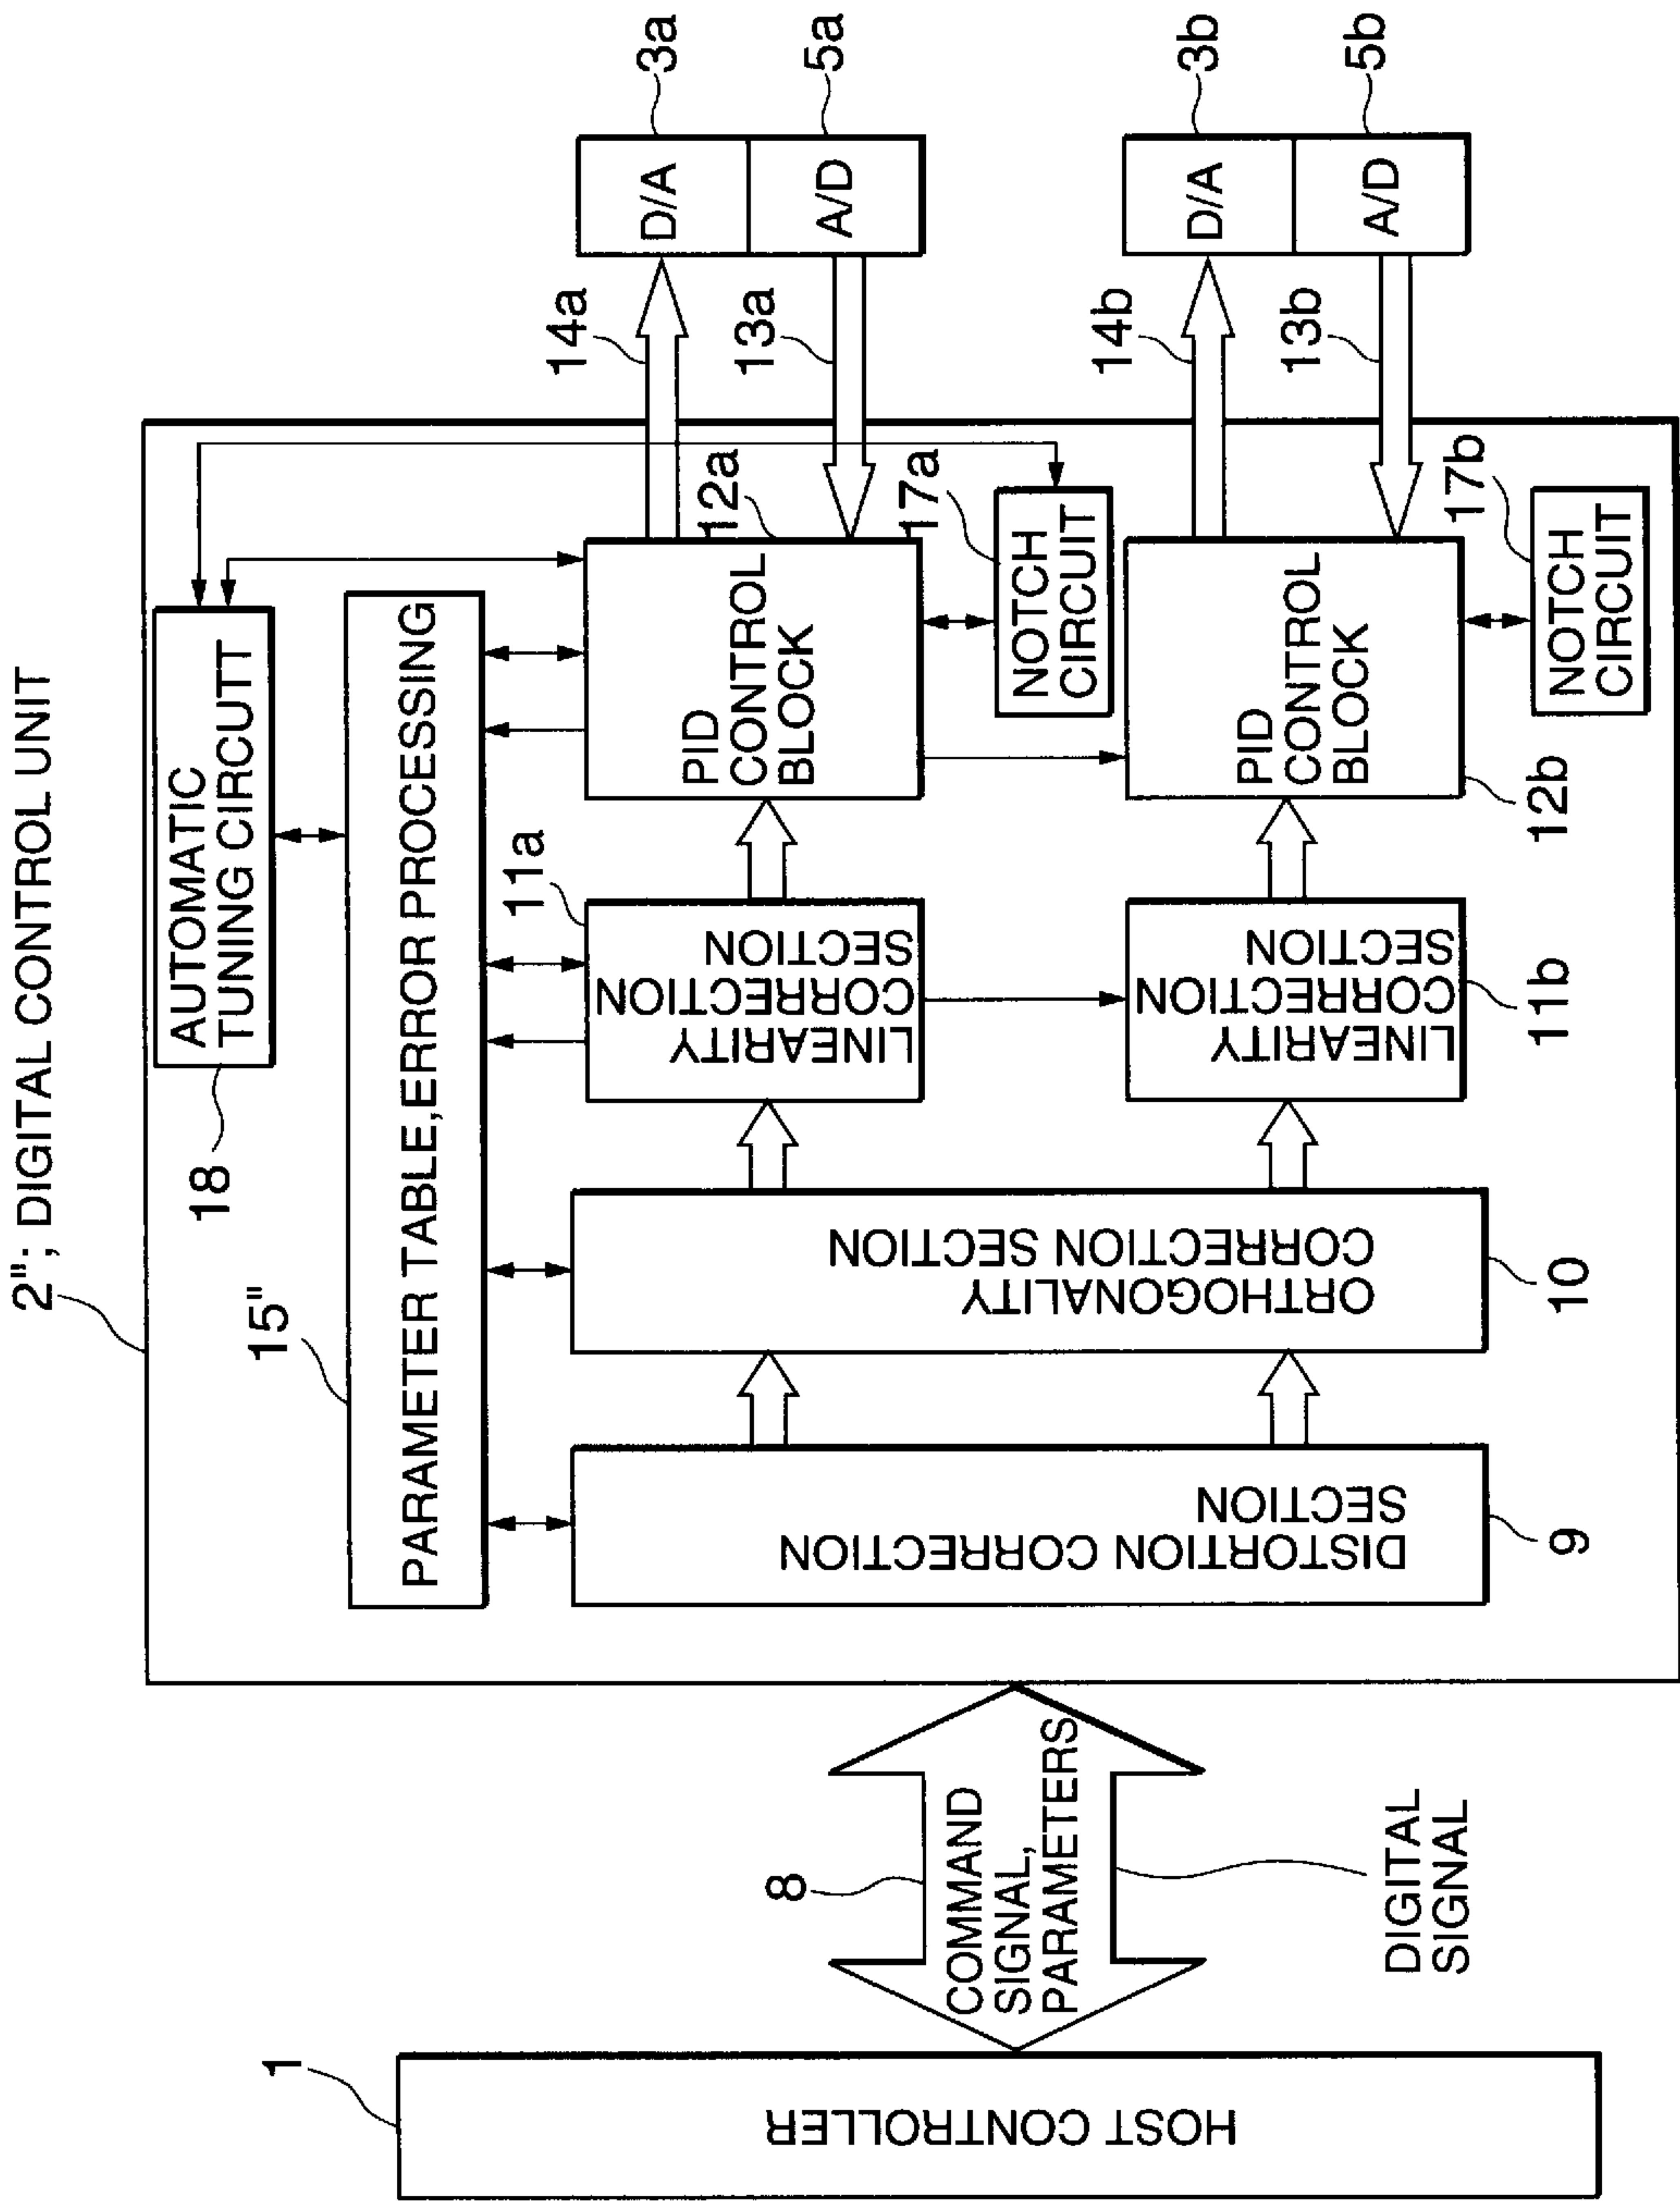 2"; DIGITAL CONTROL UNIT
1
HOST CONTROLLER
8
COMMAND
SIGNAL,
PARAMETERS
DIGITAL
SIGNAL
18
AUTOMATIC
TUNING CIRCUTT
15"
PARAMETER TABLE,ERROR PROCESSING
DISTORTION CORRECTION
SECTION
9
ORTHOGONALITY
CORRECTION SECTION
10
11a
LINEARITY
CORRECTION
SECTION
LINEARITY
CORRECTION
SECTION
11b
PID
CONTROL
BLOCK
12a
17a
NOTCH
CIRCUIT
PID
CONTROL
BLOCK
12b
17b
NOTCH
CIRCUIT
14a
13a
D/A
A/D
3a
5a
14b
13b
D/A
A/D
3b
5b